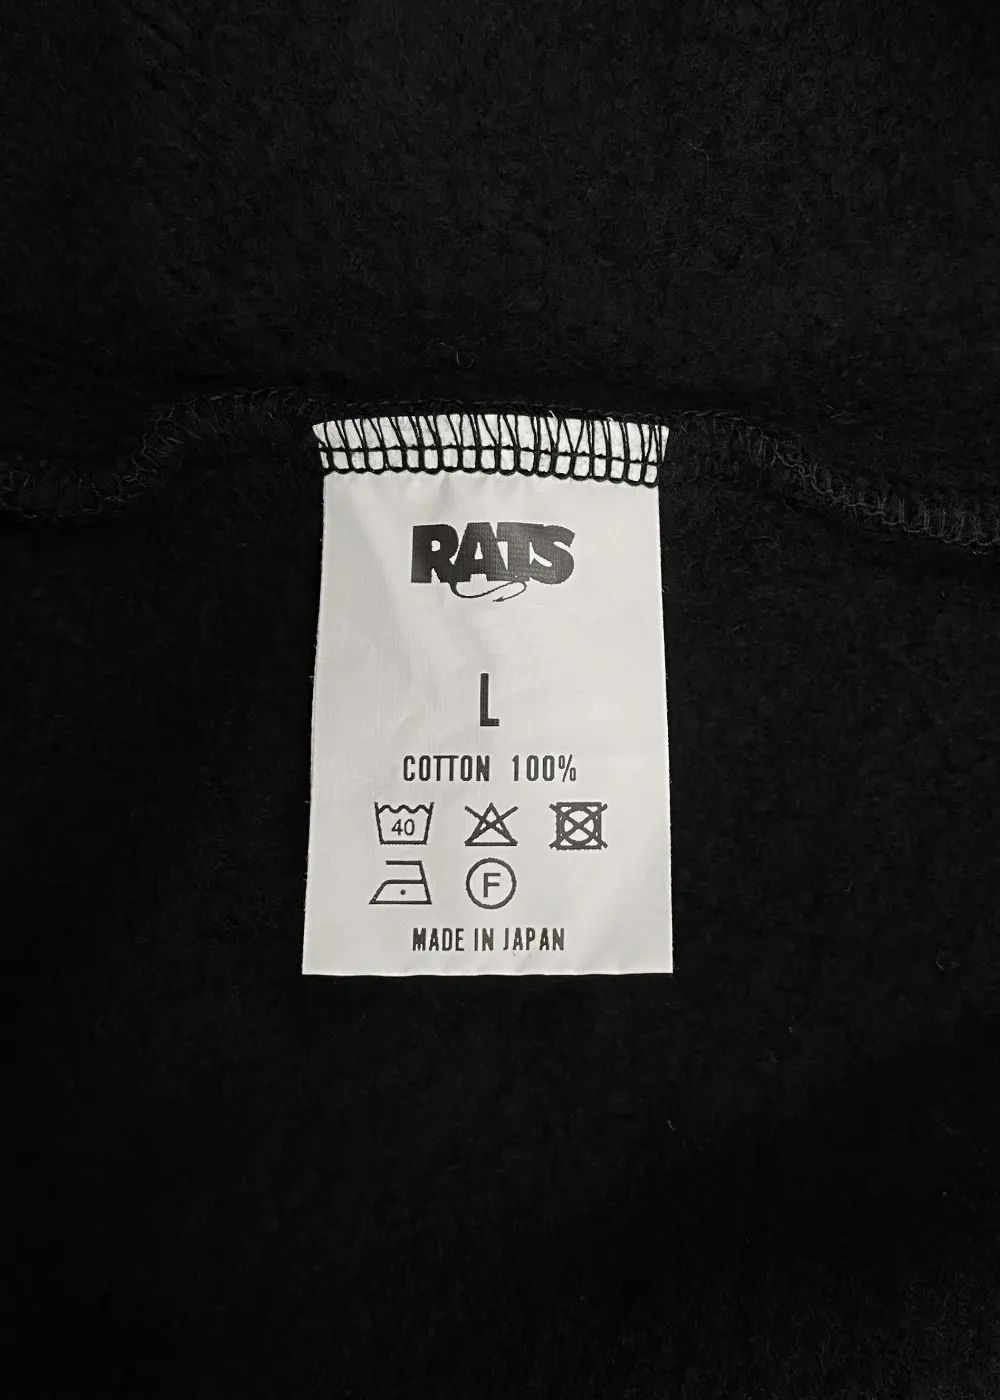 RATS
L
COTTON 100%
40
F
MADE IN JAPAN